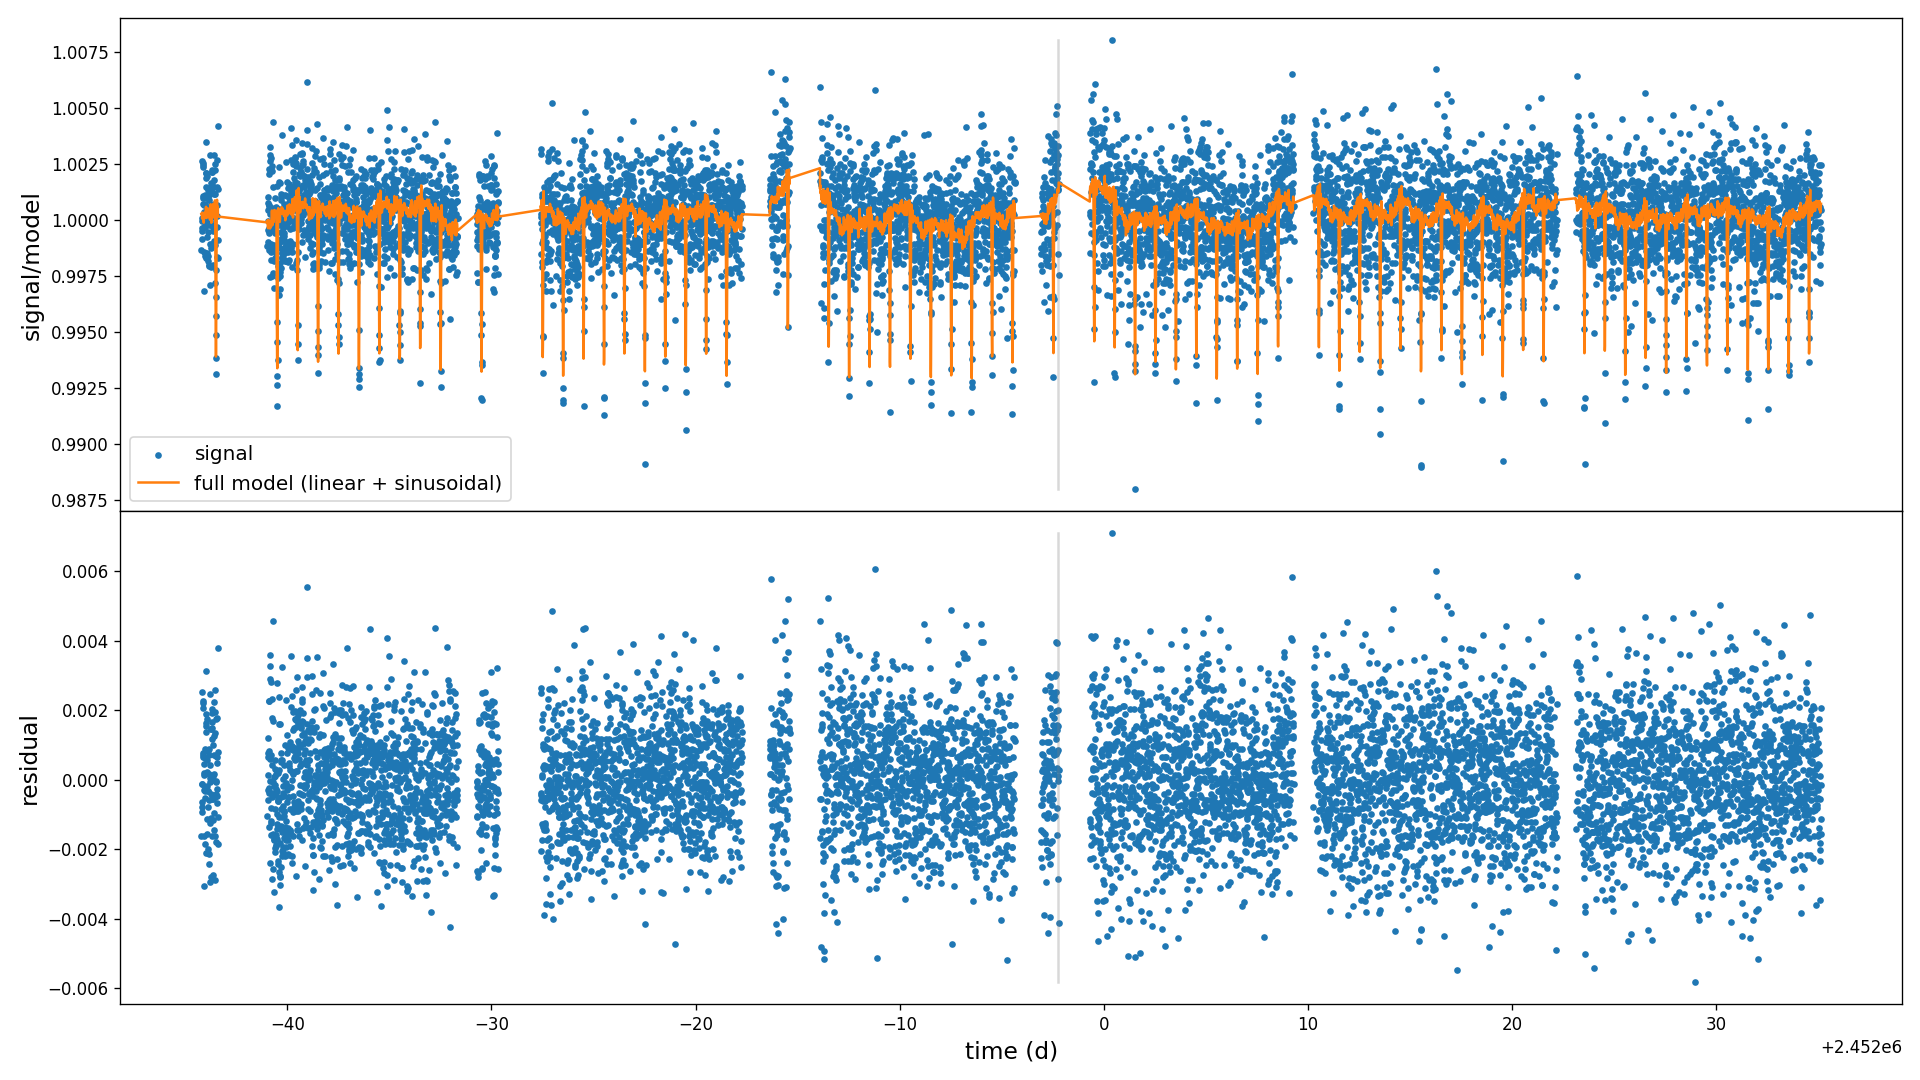 1.0075
1.0050
1.0025
1.0000
0.9975
0.9950
0.9925
0.9900
0.9875
signal/model
signal
full model (linear + sinusoidal)
0.006
0.004
0.002
0.000
−0.002
−0.004
−0.006
residual
−40 −30 −20 −10 0 10 20 30
time (d)
+2.452e6